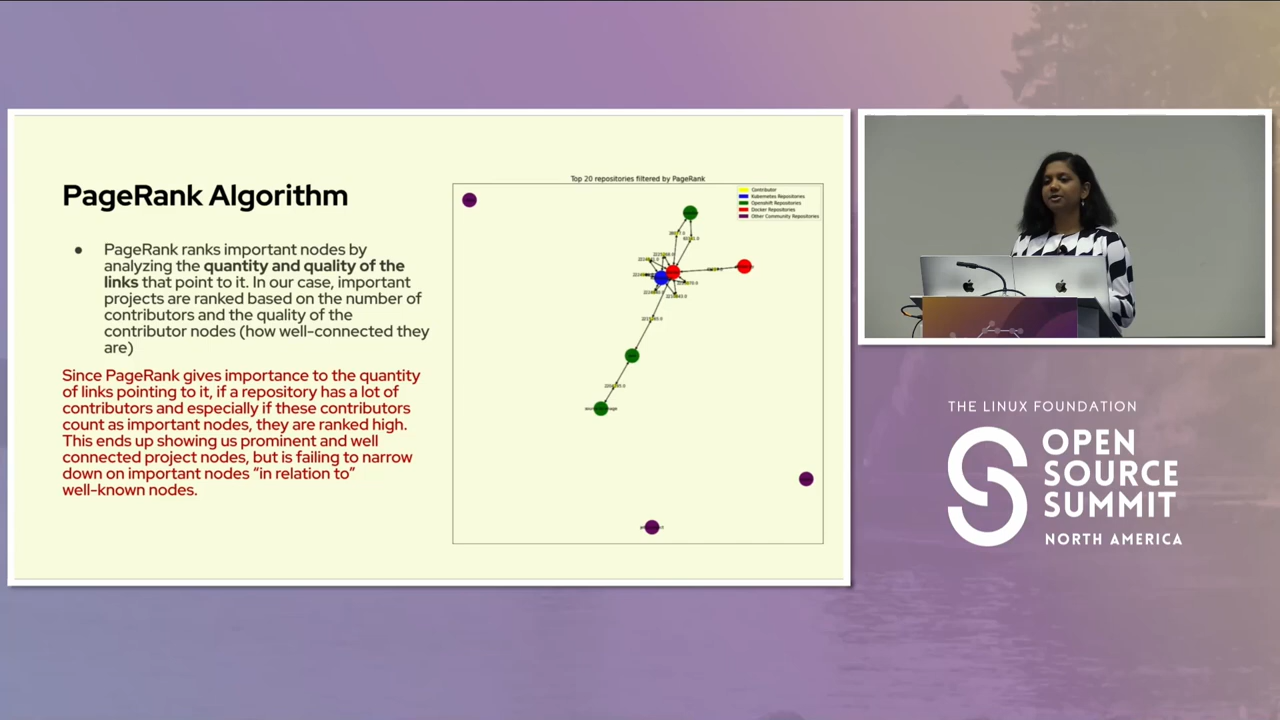 PageRank Algorithm
● PageRank ranks important nodes by
analyzing the quantity and quality of the
links that point to it. In our case, important
projects are ranked based on the number of
contributors and the quality of the
contributor nodes (how well-connected they
are)
Since PageRank gives importance to the quantity
of links pointing to it, if a repository has a lot of
contributors and especially if these contributors
count as important nodes, they are ranked high.
This ends up showing us prominent and well
connected project nodes, but is failing to narrow
down on important nodes “in relation to”
well-known nodes.
Top 20 repositories filtered by PageRank
Contributor
Kubernetes Repositories
Openshift Repositories
Docker Repositories
Other Community Repositories
THE LINUX FOUNDATION
OPEN
SOURCE
SUMMIT
NORTH AMERICA